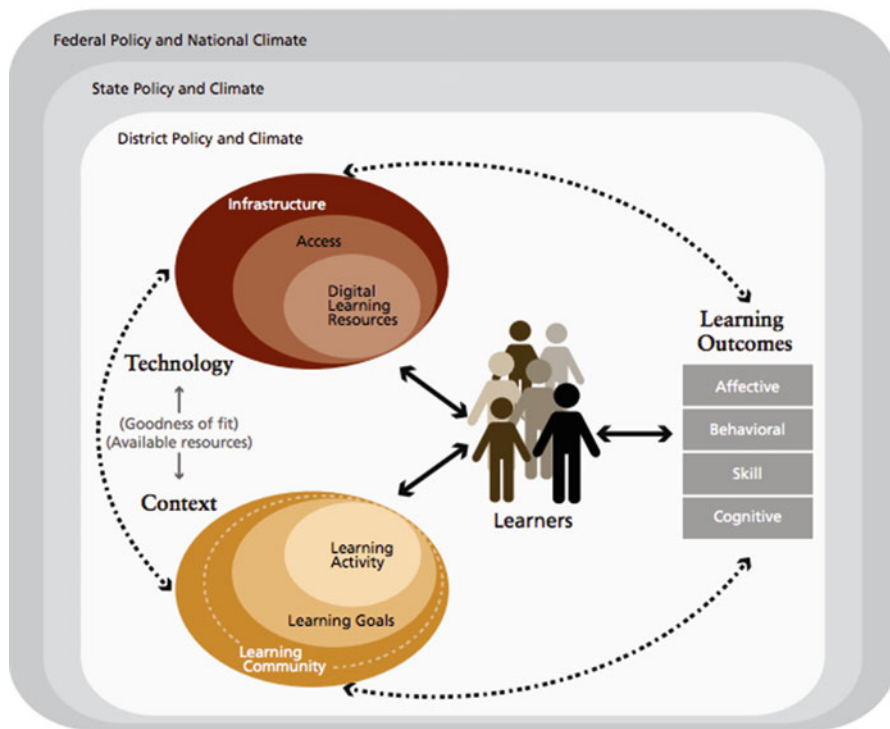 Federal Policy and National Climate
State Policy and Climate
District Policy and Climate
Infrastructure
Access
Digital
Learning
Resources
Technology
(Goodness of fit)
(Available resources)
Context
Learning
Activity
Learning Goals
Learning
Community
Learners
Learning
Outcomes
Affective
Behavioral
Skill
Cognitive